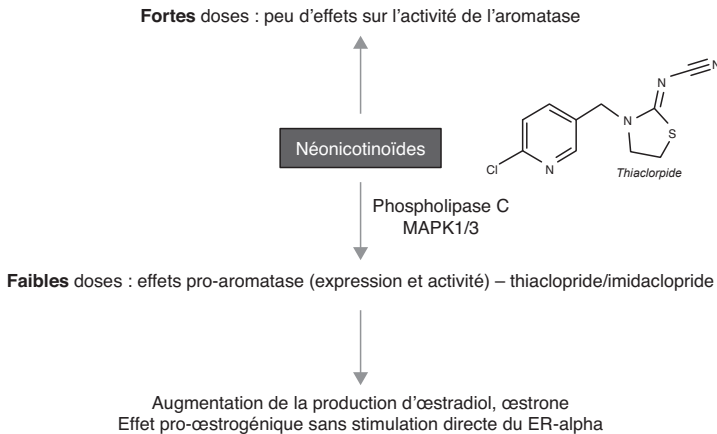 Fortes doses : peu d'effets sur l'activité de l'aromatase
N
N
N
S
Cl
N
Thiaclorpide
Néonicotinoïdes
Phospholipase C
MAPK1/3
Faibles doses : effets pro-aromatase (expression et activité) – thiaclopride/imidaclopride
Augmentation de la production d'œstradiol, œstrone
Effet pro-œstrogénique sans stimulation directe du ER-alpha